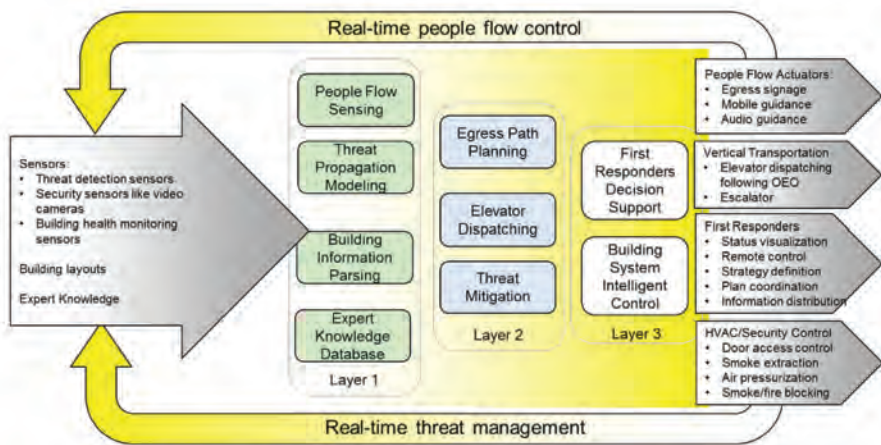 Real-time people flow control
Sensors:
• Threat detection sensors.
• Security sensors like video
cameras
• Building health monitoring
sensors
Building layouts
Expert Knowledge
People Flow
Sensing
Threat
Propagation
Modeling
Building
Information
Parsing
Expert
Knowledge
Database
Layer 1
Egress Path
Planning
Elevator
Dispatching
Threat
Mitigation
Layer 2
First
Responders
Decision
Support
Building
System
Intelligent
Control
Layer 3
People Flow Actuators:
• Egress signage
• Mobile guidance
• Audio guidance
Vertical Transportation
• Elevator dispatching
following OEO
• Escalator
First Responders
• Status visualization
• Remote control
• Strategy definition
• Plan coordination
• Information distribution
HVAC/Security Control
• Door access control
• Smoke extraction
• Air pressurization
• Smoke/fire blocking
Real-time threat management